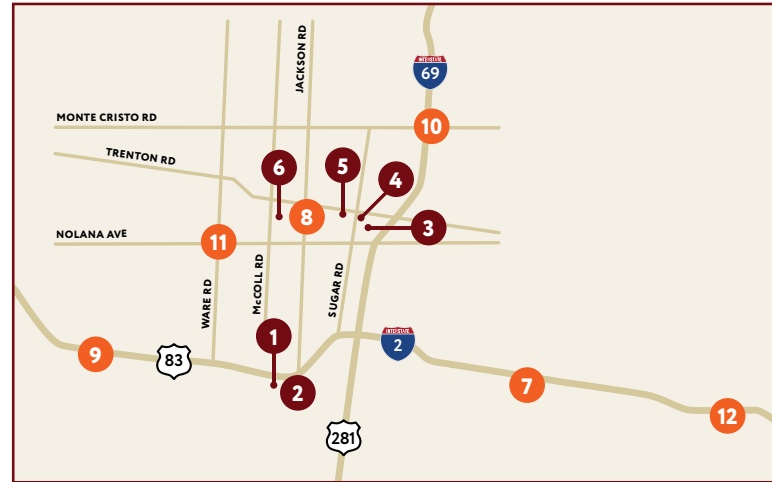 JACKSON RD
INTERSTATE
69
MONTE CRISTO RD
10
TRENTON RD
6
5
4
8
3
NOLANA AVE
11
WARE RD
McCOLL RD
SUGAR RD
1
INTERSTATE
2
9
83
2
7
12
281